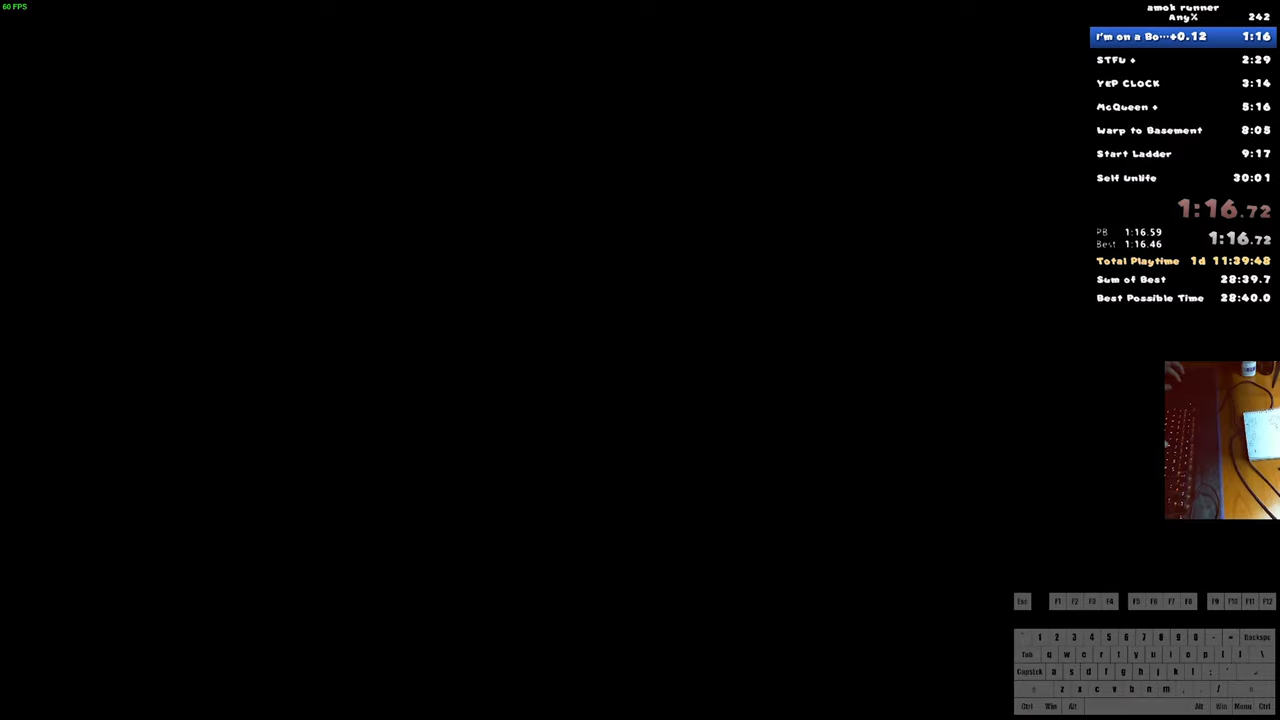 60 FPS
amok runner
Any% 242
I'm on a Bo…+0.12 1:16
STFU + 2:29
YEP CLOCK 3:14
McQueen + 5:16
Warp to Basement 8:05
Start Ladder 9:17
Self Unlife 30:01
1:16.72
PB 1:16.59
Best 1:16.46
1:16.72
Total Playtime 1d 11:39:48
Sum of Best 28:39.7
Best Possible Time 28:40.0
Esc F1 F2 F3 F4 F5 F6 F7 F8 F9 F10 F11 F12
` 1 2 3 4 5 6 7 8 9 0 - = Backspc
Tab q w e r t y u i o p [ ] \
Capslck a s d f g h j k l ; '
z x c v b n m , . /
Ctrl Win Alt Alt Win Menu Ctrl